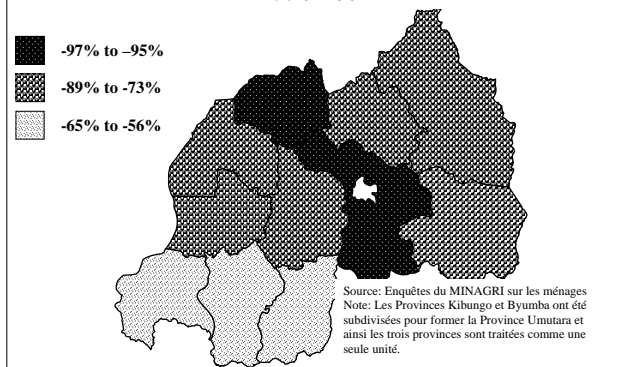 -97% to –95%
-89% to -73%
-65% to -56%
Source: Enquêtes du MINAGRI sur les ménages
Note: Les Provinces Kibungo et Byumba ont été
subdivisées pour former la Province Umutara et
ainsi les trois provinces sont traitées comme une
seule unité.